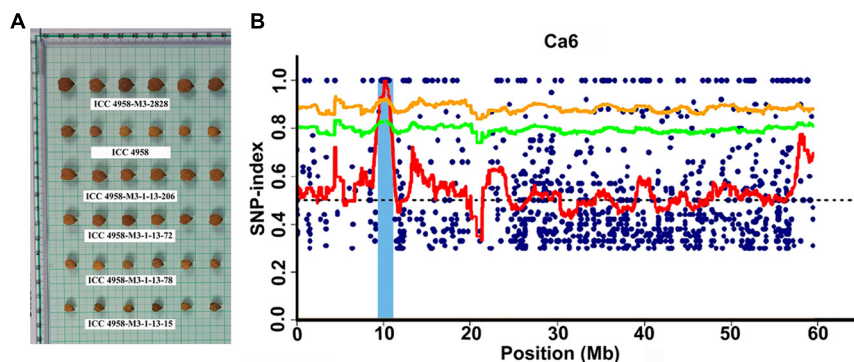 A
ICC 4958-M3-2828
ICC 4958
ICC 4958-M3-1-13-206
ICC 4958-M3-1-13-72
ICC 4958-M3-1-13-78
ICC 4958-M3-1-13-15
B
Ca6
SNP-index
1.0
0.8
0.6
0.4
0.2
0.0
0 10 20 30 40 50 60
Position (Mb)